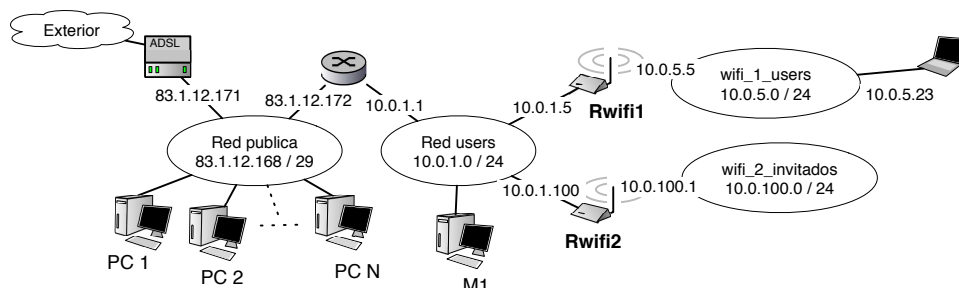 Exterior
ADSL
83.1.12.171
83.1.12.172
10.0.1.1
Red publica
83.1.12.168 / 29
Red users
10.0.1.0 / 24
10.0.1.5
Rwifi1
10.0.5.5
wifi_1_users
10.0.5.0 / 24
10.0.5.23
10.0.1.100
Rwifi2
10.0.100.1
wifi_2_invitados
10.0.100.0 / 24
PC 1
PC 2
PC N
M1